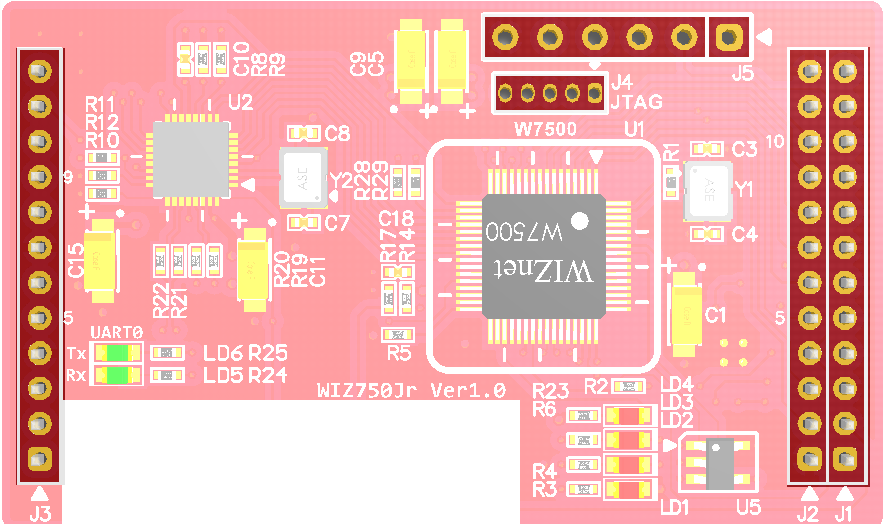 C10
R8
R9
C9
C5
J5
J4
JTAG
W7500
U1
U2
R11
R12
R10
9
C8
ASE
Y2
C7
R28
R29
R1
C3
ASE
Y1
C4
10
C15
R22
R21
R20
R19
C11
C18
R17
R14
W7500
WIZnet
C1
5
5
UART0
Tx
LD6 R25
Rx
LD5 R24
R5
WIZ750Jr Ver1.0
R23
R6
R2
LD4
LD3
LD2
R4
R3
LD1
U5
J3
J2
J1